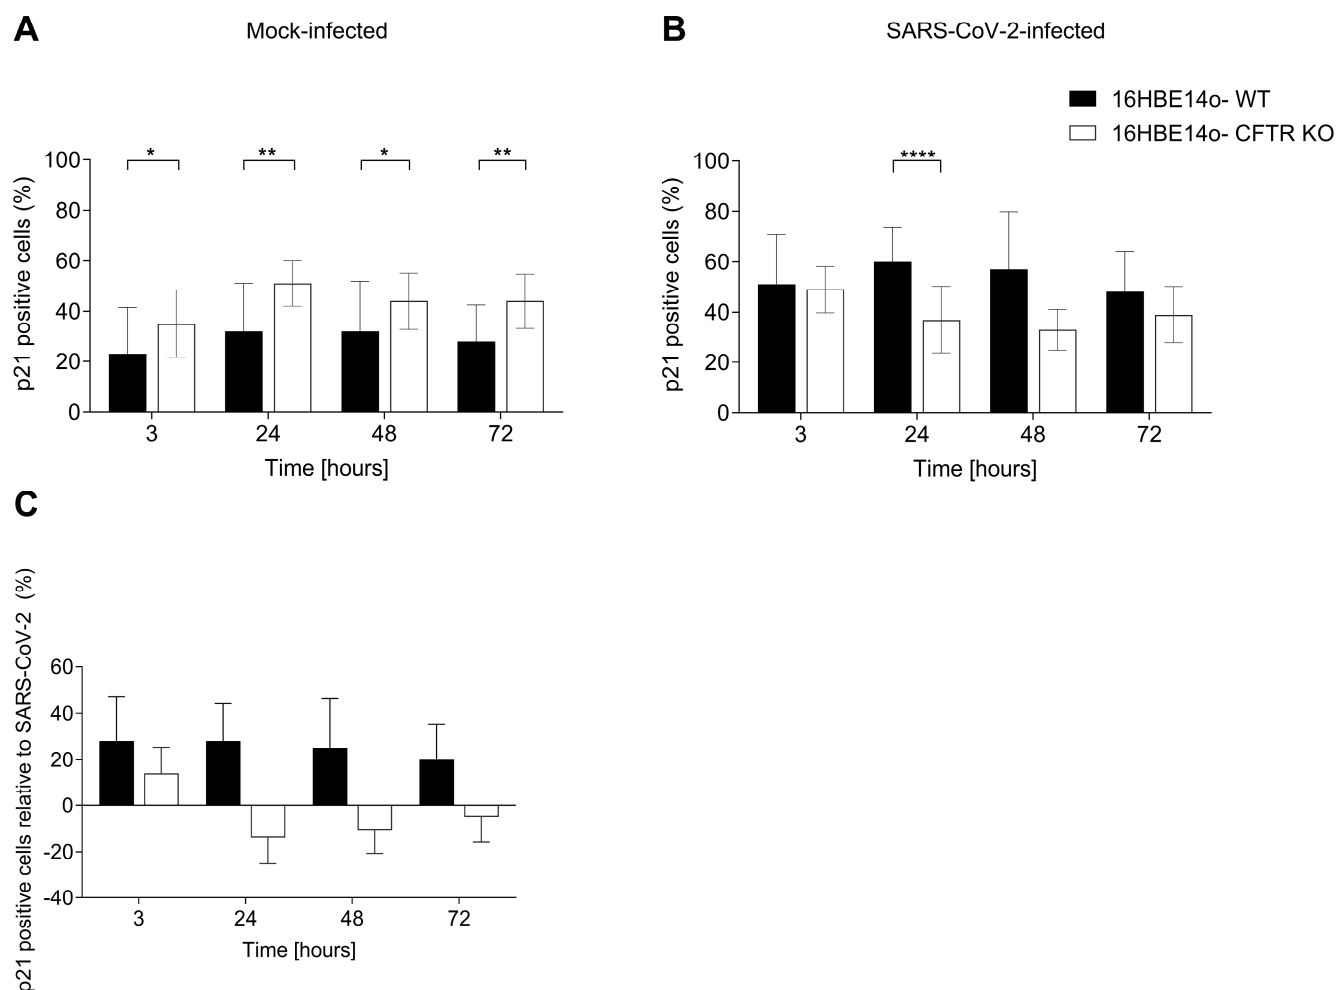 A
Mock-infected
p21 positive cells (%)
100
80
60
40
20
0
*
**
*
**
3
24
48
72
Time [hours]
B
SARS-CoV-2-infected
16HBE14o- WT
16HBE14o- CFTR KO
p21 positive cells (%)
100
80
60
40
20
0
****
3
24
48
72
Time [hours]
C
p21 positive cells relative to SARS-CoV-2 (%)
60
40
20
0
-20
-40
3
24
48
72
Time [hours]